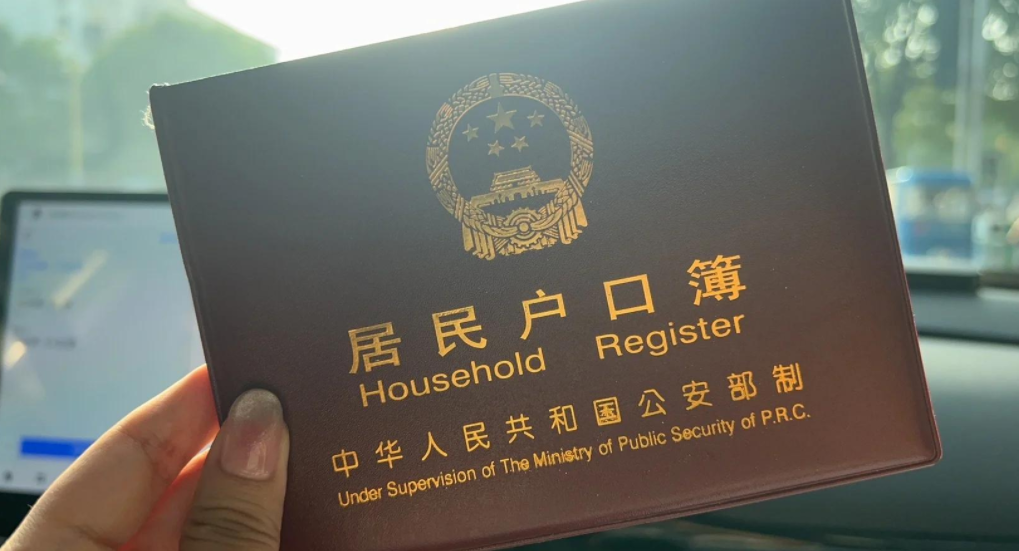 居民户口簿
Household Register
中华人民共和国公安部制
Under Supervision of The Ministry of Public Security of P.R.C.